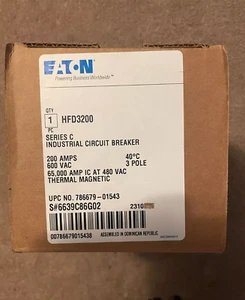 EATON
Powering Business Worldwide
QTY
1 HFD3200
PC
SERIES C
INDUSTRIAL CIRCUIT BREAKER
200 AMPS 40°C
600 VAC 3 POLE
65,000 AMP IC AT 480 VAC
THERMAL MAGNETIC
UPC NO. 786679-01543
S#6639C86G02 2310
00786679015438 ASSEMBLED IN DOMINICAN REPUBLIC